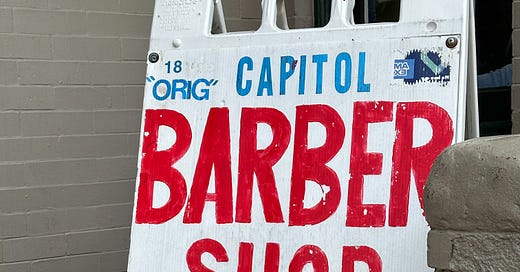 18
"ORIG" CAPITOL
BARBER
SHOP